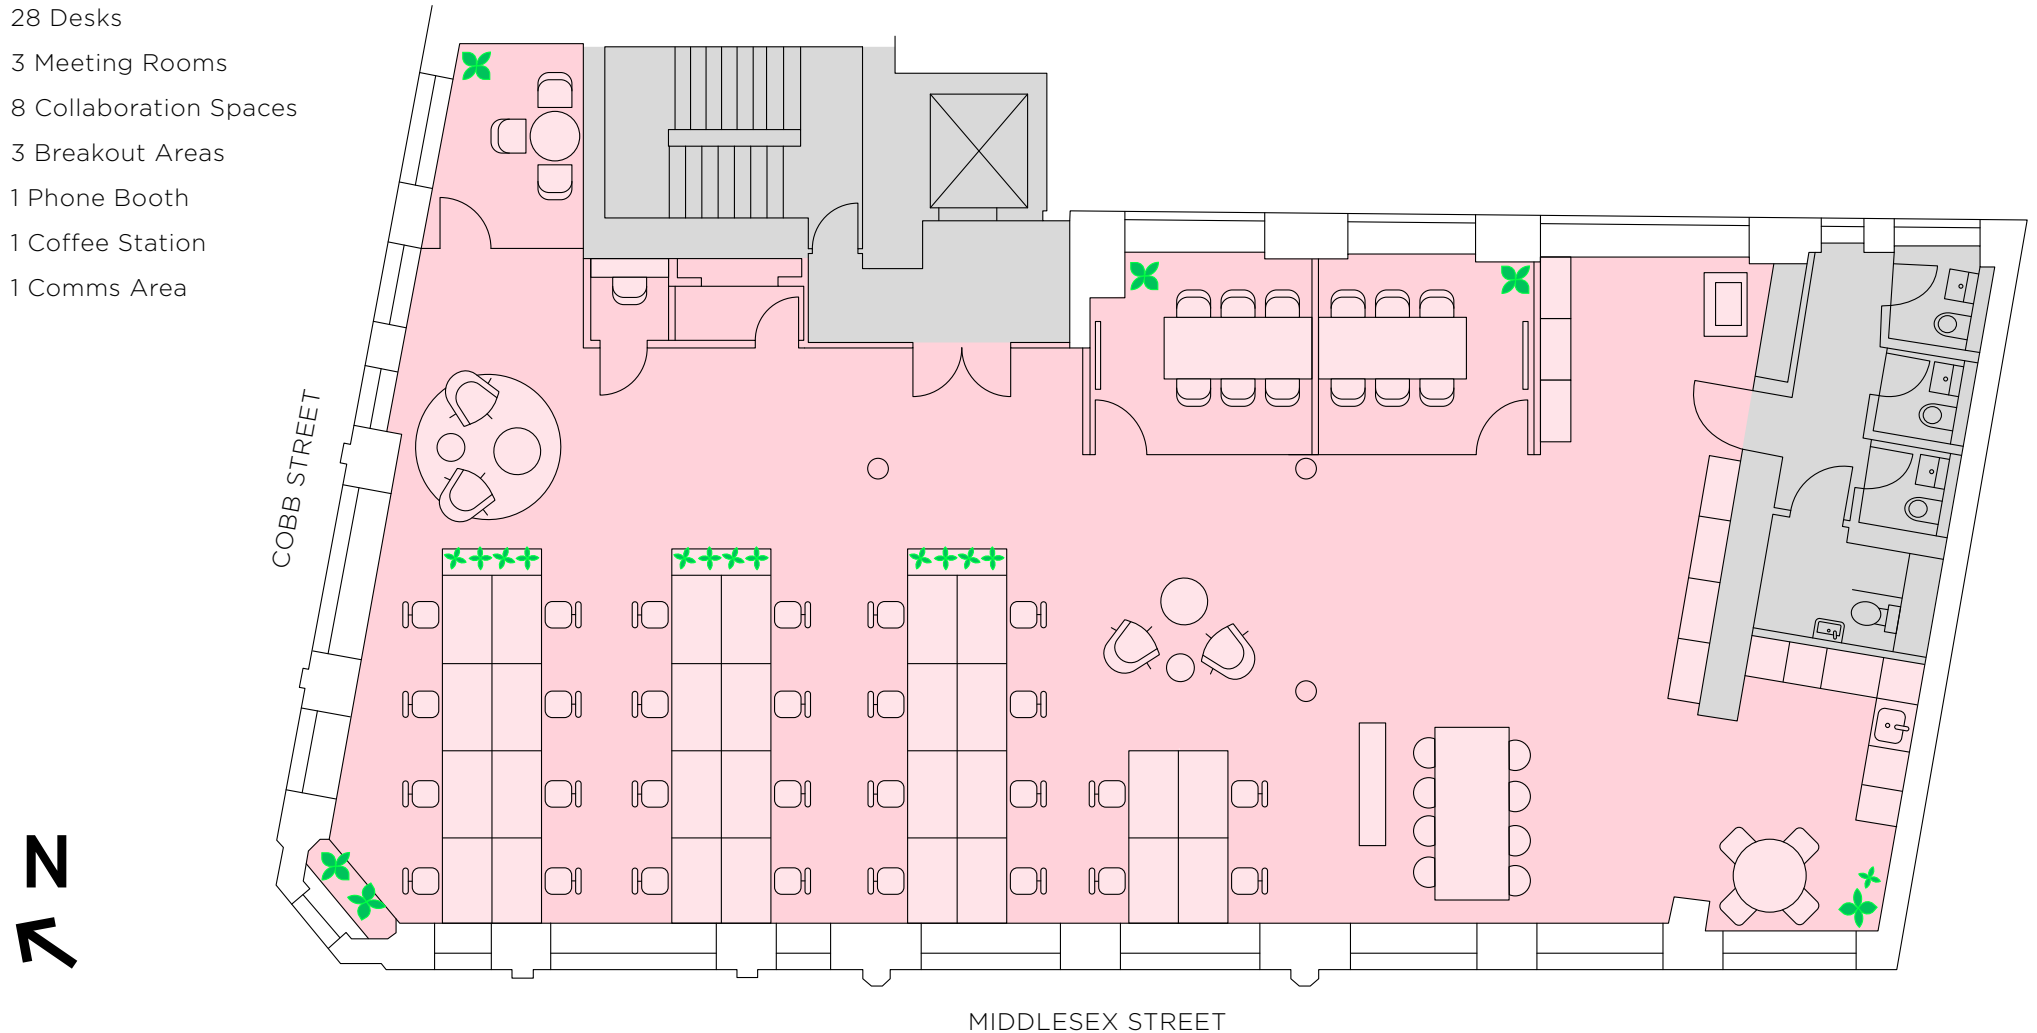 28 Desks
3 Meeting Rooms
8 Collaboration Spaces
3 Breakout Areas
1 Phone Booth
1 Coffee Station
1 Comms Area
COBB STREET
N
MIDDLESEX STREET